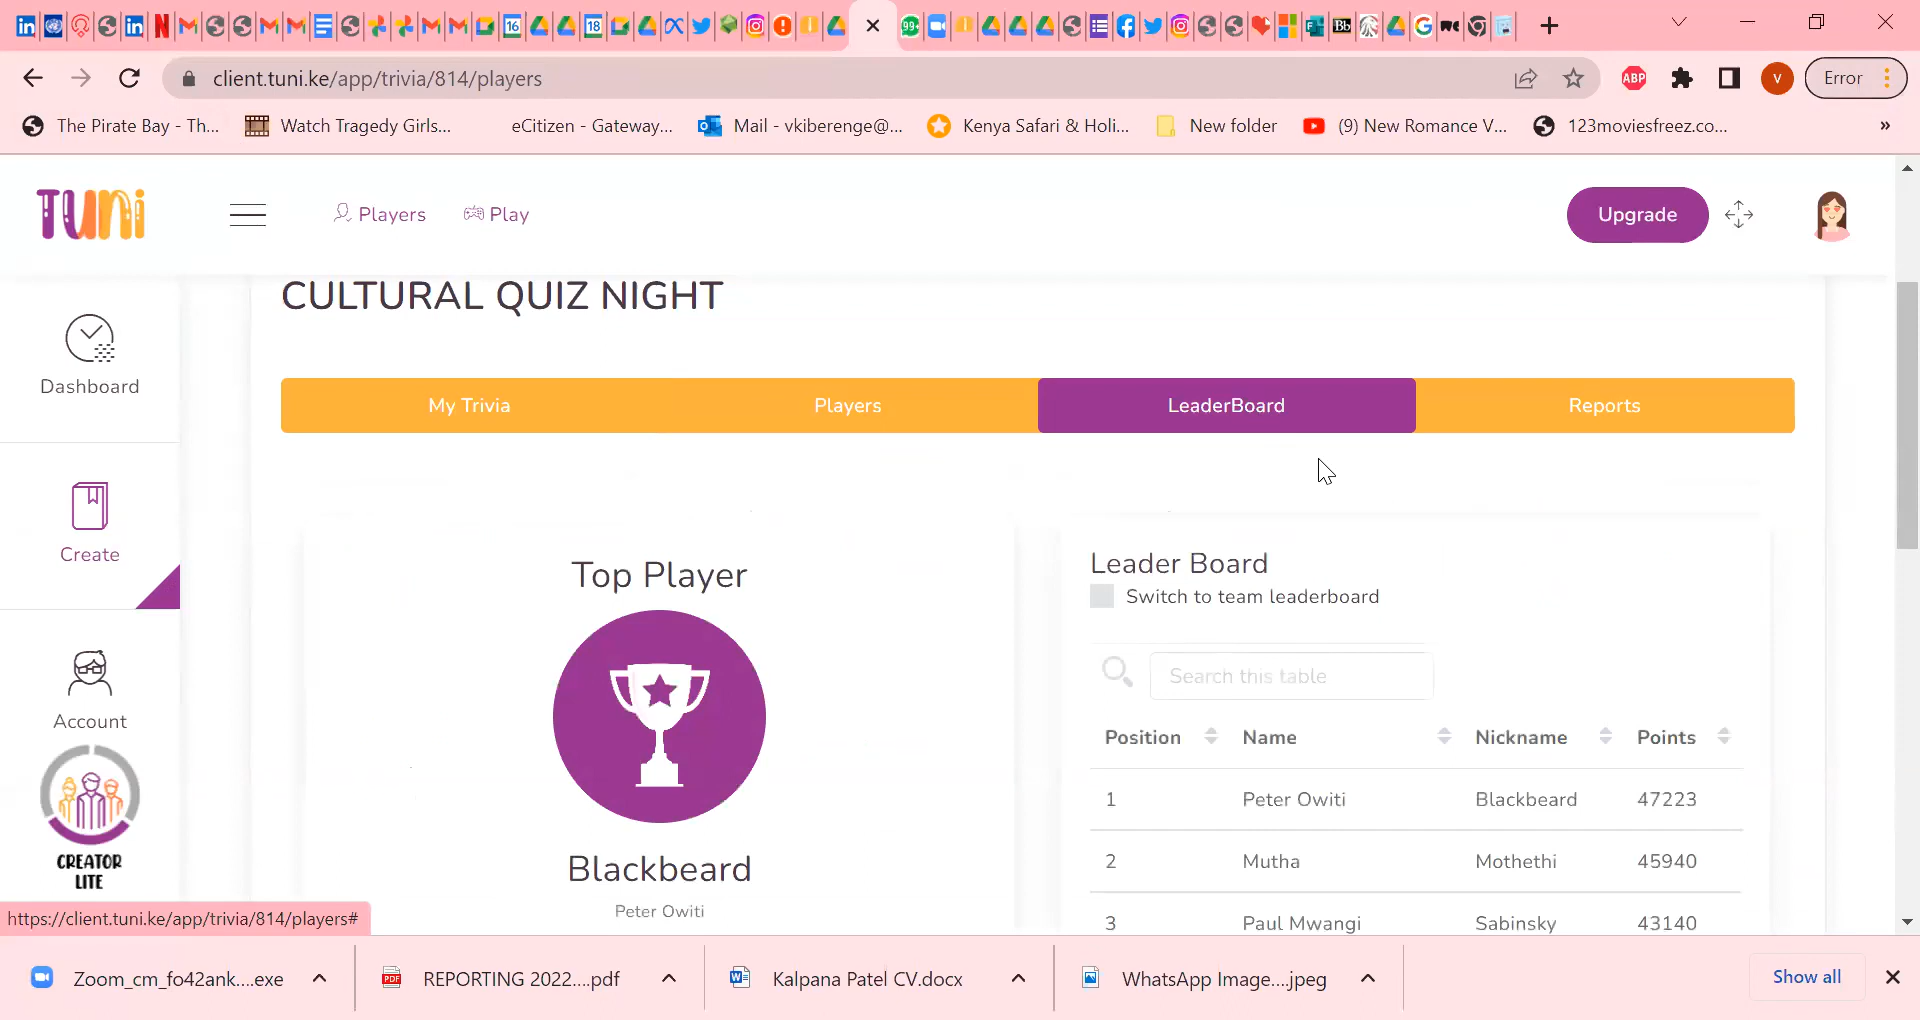 99+
Bb
client.tuni.ke/app/trivia/814/players
ABP
V
Error
The Pirate Bay - Th...
Watch Tragedy Girls...
eCitizen - Gateway...
Mail - vkiberenge@...
Kenya Safari & Holi...
New folder
(9) New Romance V...
123moviesfreez.co...
»
TUNi
Players
Play
Upgrade
CULTURAL QUIZ NIGHT
Dashboard
My Trivia
Players
LeaderBoard
Reports
Create
Top Player
Leader Board
Switch to team leaderboard
Search this table
Account
Position Name Nickname Points
1 Peter Owiti Blackbeard 47223
2 Mutha Mothethi 45940
3 Paul Mwangi Sabinsky 43140
CREATOR
LITE
Blackbeard
Peter Owiti
https://client.tuni.ke/app/trivia/814/players#
Zoom_cm_fo42ank....exe
REPORTING 2022....pdf
Kalpana Patel CV.docx
WhatsApp Image....jpeg
Show all